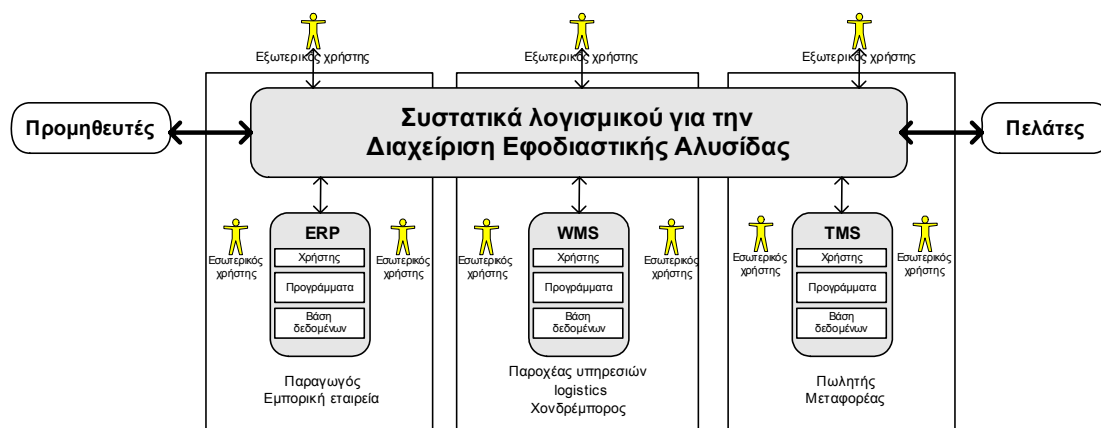 Εξωτερικός χρήστης
Εξωτερικός χρήστης
Εξωτερικός χρήστης
Προμηθευτές
Συστατικά λογισμικού για την
Διαχείριση Εφοδιαστικής Αλυσίδας
Πελάτες
Εσωτερικός
χρήστης
ERP
Χρήστης
Προγράμματα
Βάση
δεδομένων
Εσωτερικός
χρήστης
Παραγωγός
Εμπορική εταιρεία
Εσωτερικός
χρήστης
WMS
Χρήστης
Προγράμματα
Βάση
δεδομένων
Εσωτερικός
χρήστης
Παροχέας υπηρεσιών
logistics
Χονδρέμπορος
Εσωτερικός
χρήστης
TMS
Χρήστης
Προγράμματα
Βάση
δεδομένων
Εσωτερικός
χρήστης
Πωλητής
Μεταφορέας